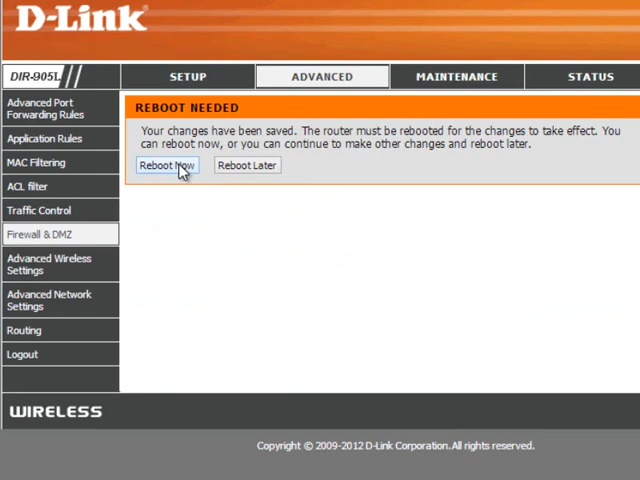 D-Link
DIR-905L
SETUP
ADVANCED
MAINTENANCE
STATUS
Advanced Port
Forwarding Rules
Application Rules
MAC Filtering
ACL filter
Traffic Control
Firewall & DMZ
Advanced Wireless
Settings
Advanced Network
Settings
Routing
Logout
REBOOT NEEDED
Your changes have been saved. The router must be rebooted for the changes to take effect. You
can reboot now, or you can continue to make other changes and reboot later.
Reboot Now
Reboot Later
WIRELESS
Copyright © 2009-2012 D-Link Corporation.All rights reserved.